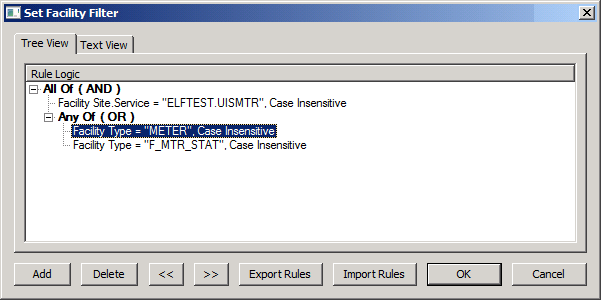 Set Facility Filter
Tree View Text View
Rule Logic
All Of ( AND )
Facility Site.Service = "ELFTEST.UISMTR", Case Insensitive
Any Of ( OR )
Facility Type = "METER", Case Insensitive
Facility Type = "F_MTR_STAT", Case Insensitive
Add Delete << >> Export Rules Import Rules OK Cancel